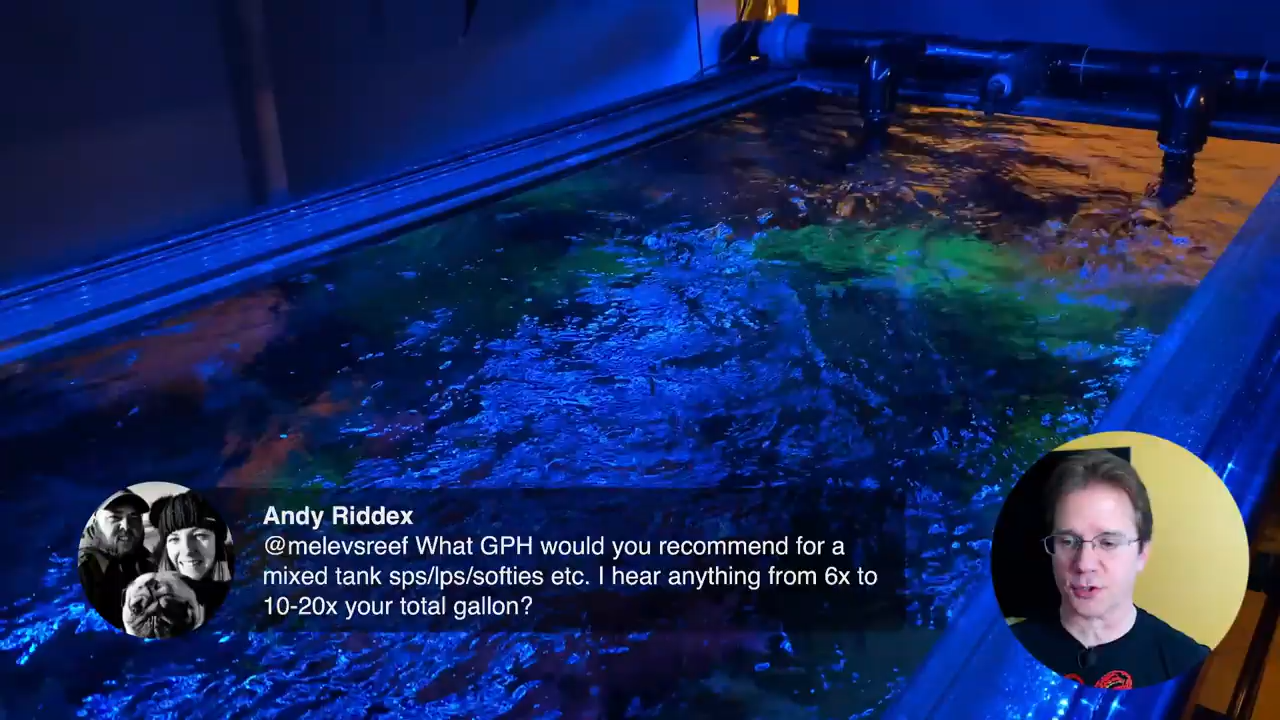 Andy Riddex
@melevsreef What GPH would you recommend for a
mixed tank sps/lps/softies etc. I hear anything from 6x to
10-20x your total gallon?